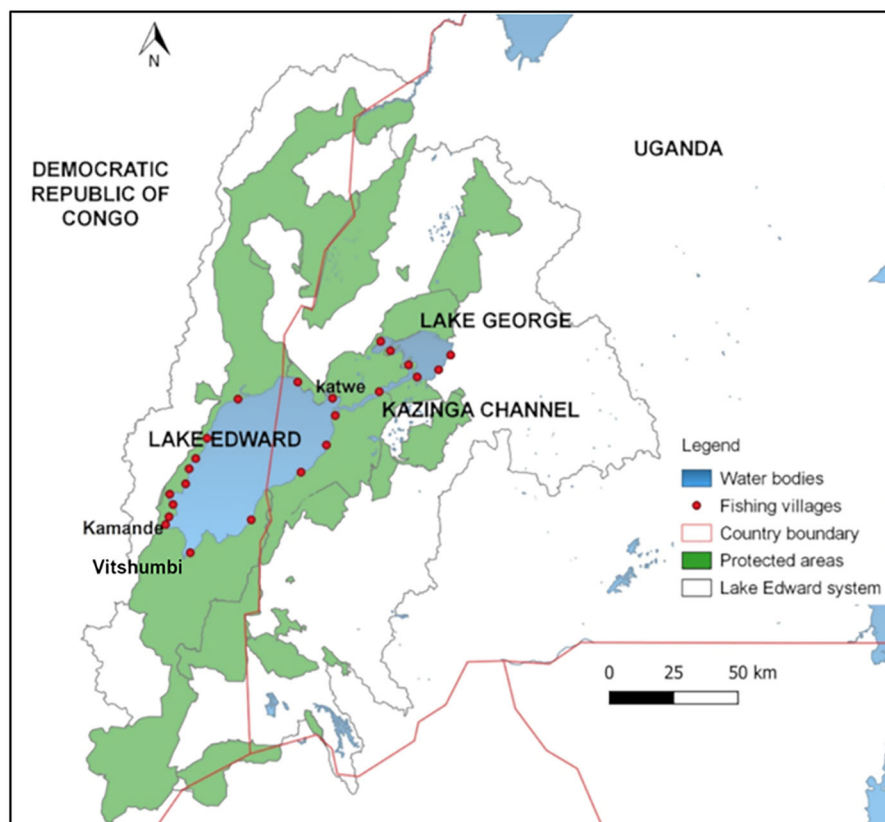 N
DEMOCRATIC
REPUBLIC OF
CONGO
UGANDA
LAKE GEORGE
katwe
KAZINGA CHANNEL
LAKE EDWARD
Kamande
Vitshumbi
Legend
Water bodies
Fishing villages
Country boundary
Protected areas
Lake Edward system
0 25 50 km